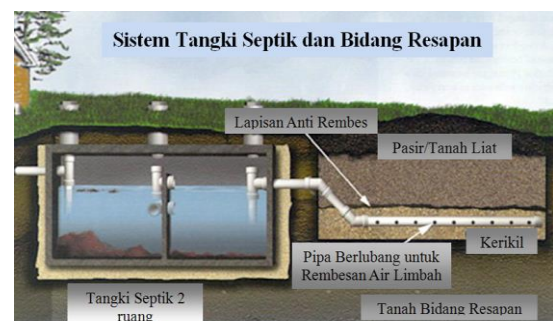 Sistem Tangki Septik dan Bidang Resapan
Lapisan Anti Rembes
Pasir/Tanah Liat
Kerikil
Pipa Berlubang untuk
Rembesan Air Limbah
Tangki Septik 2
ruang
Tanah Bidang Resapan